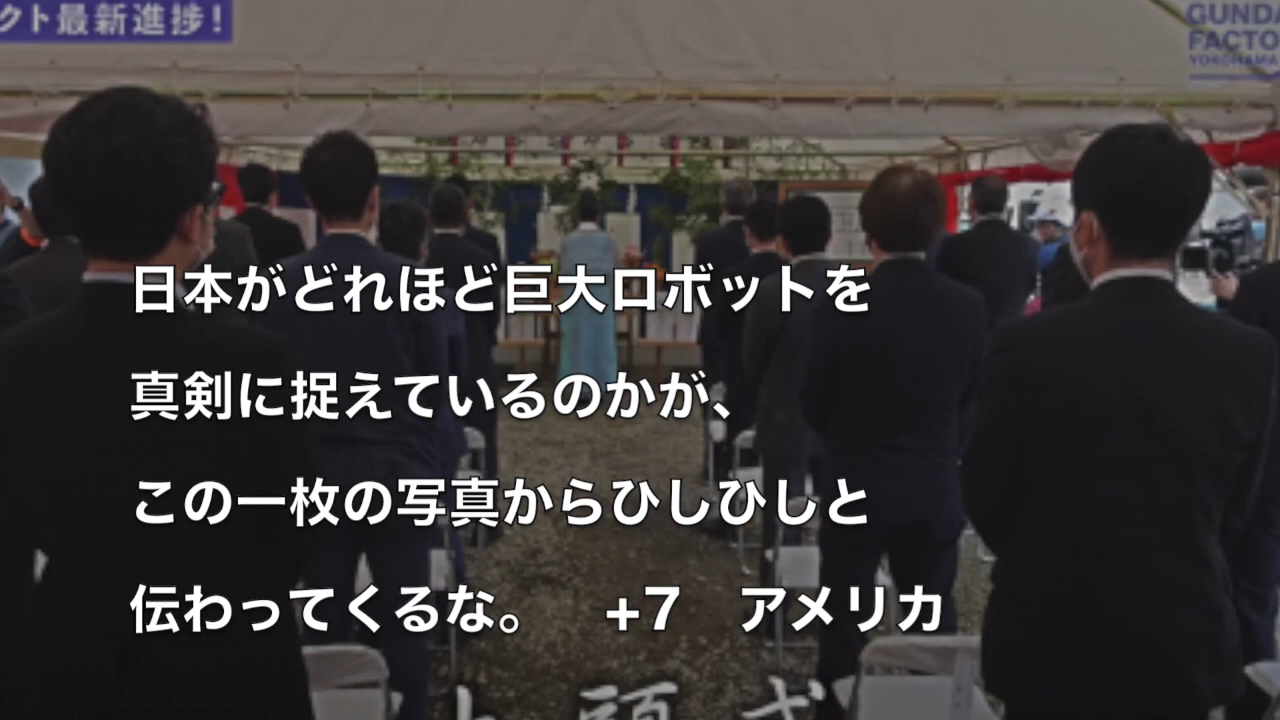 クト最新進捗!
GUNDA
FACTO
YOKOHAMA
日本がどれほど巨大ロボットを
真剣に捉えているのかが、
この一枚の写真からひしひしと
伝わってくるな。 +7 アメリカ